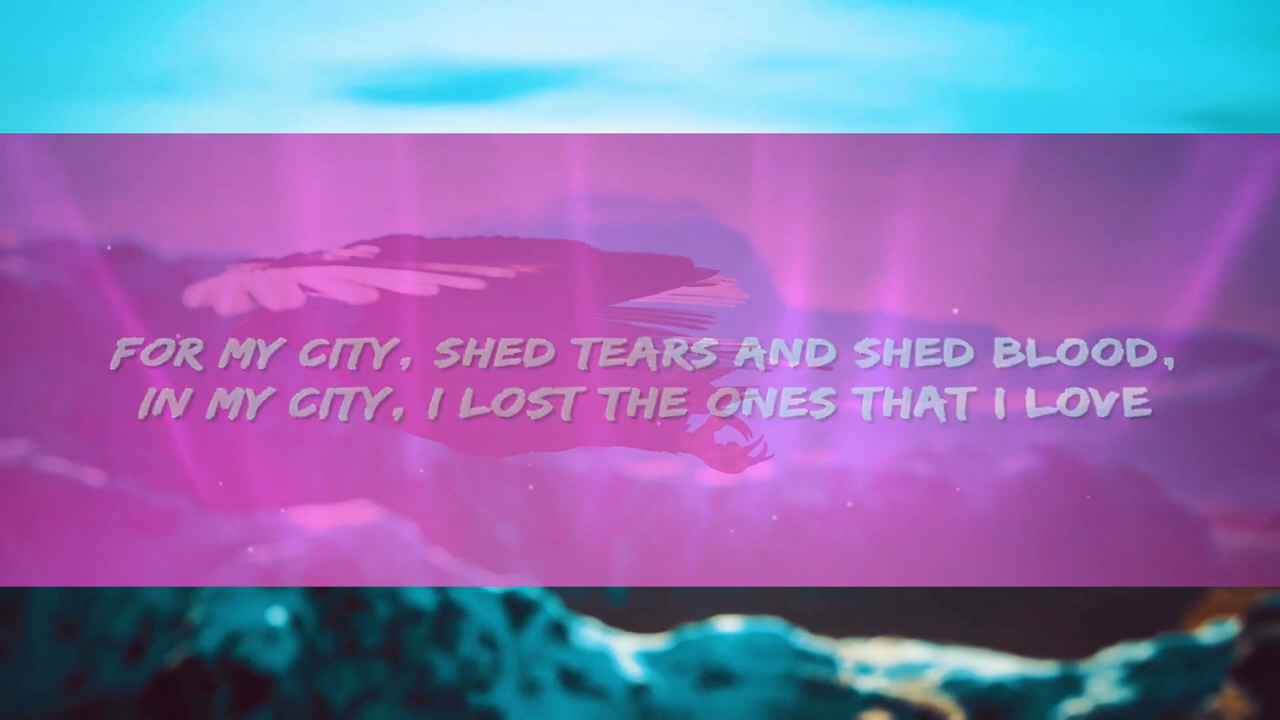 FOR MY CITY, SHED TEARS AND SHED BLOOD,
IN MY CITY, I LOST THE ONES THAT I LOVE